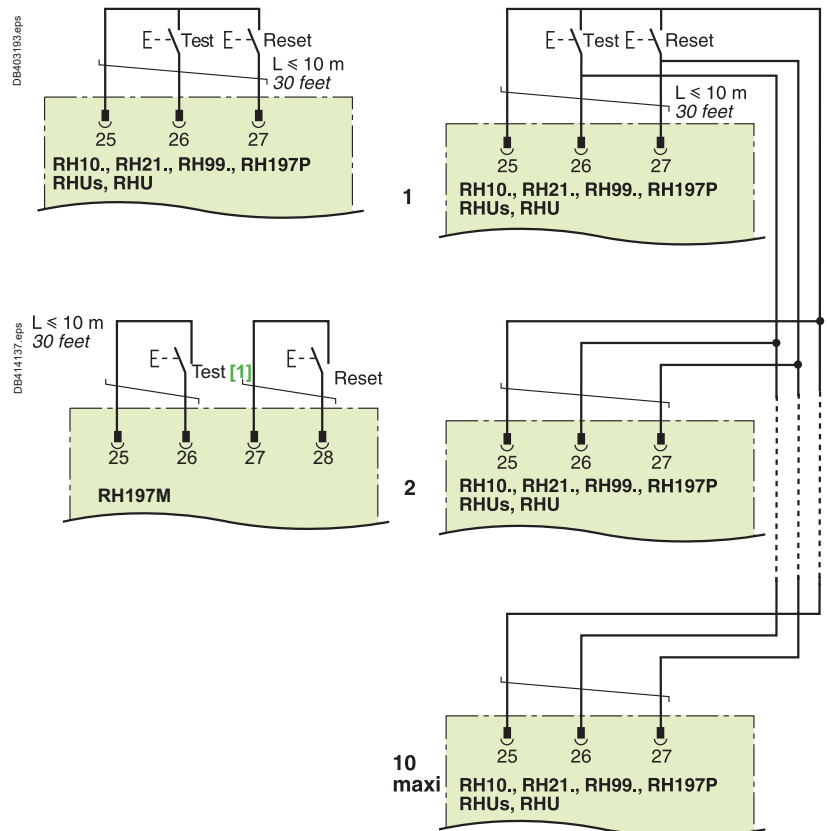 DB403193.eps
Test
Reset
L ≤ 10 m
30 feet
25 26 27
RH10., RH21., RH99., RH197P
RHUs, RHU
1
Test
Reset
L ≤ 10 m
30 feet
25 26 27
RH10., RH21., RH99., RH197P
RHUs, RHU
DB414137.eps
L ≤ 10 m
30 feet
Test [1]
Reset
25 26 27 28
RH197M
2
25 26 27
RH10., RH21., RH99., RH197P
RHUs, RHU
10
maxi
25 26 27
RH10., RH21., RH99., RH197P
RHUs, RHU